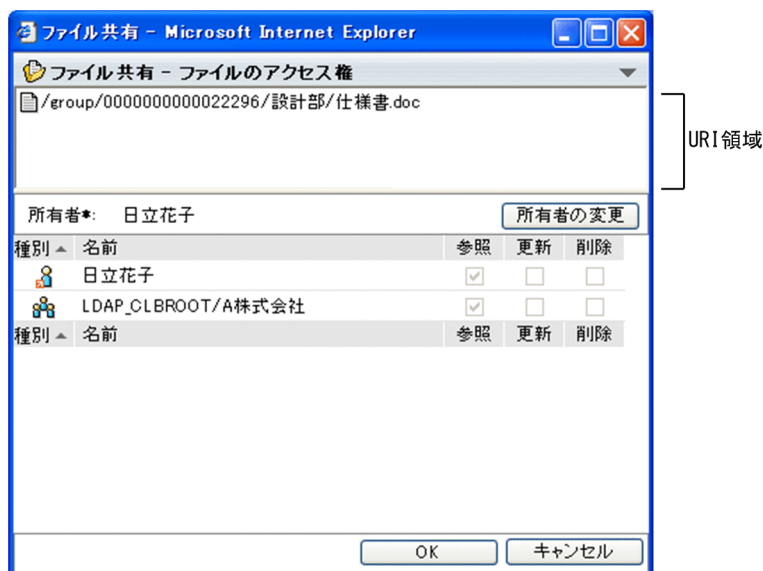 ファイル共有 - Microsoft Internet Explorer
ファイル共有 - ファイルのアクセス権
/group/0000000000022296/設計部/仕様書.doc
URI領域
所有者*: 日立花子 所有者の変更
種別 名前 参照 更新 削除
日立花子
LDAP_CLBROOT/A株式会社
種別 名前 参照 更新 削除
OK キャンセル